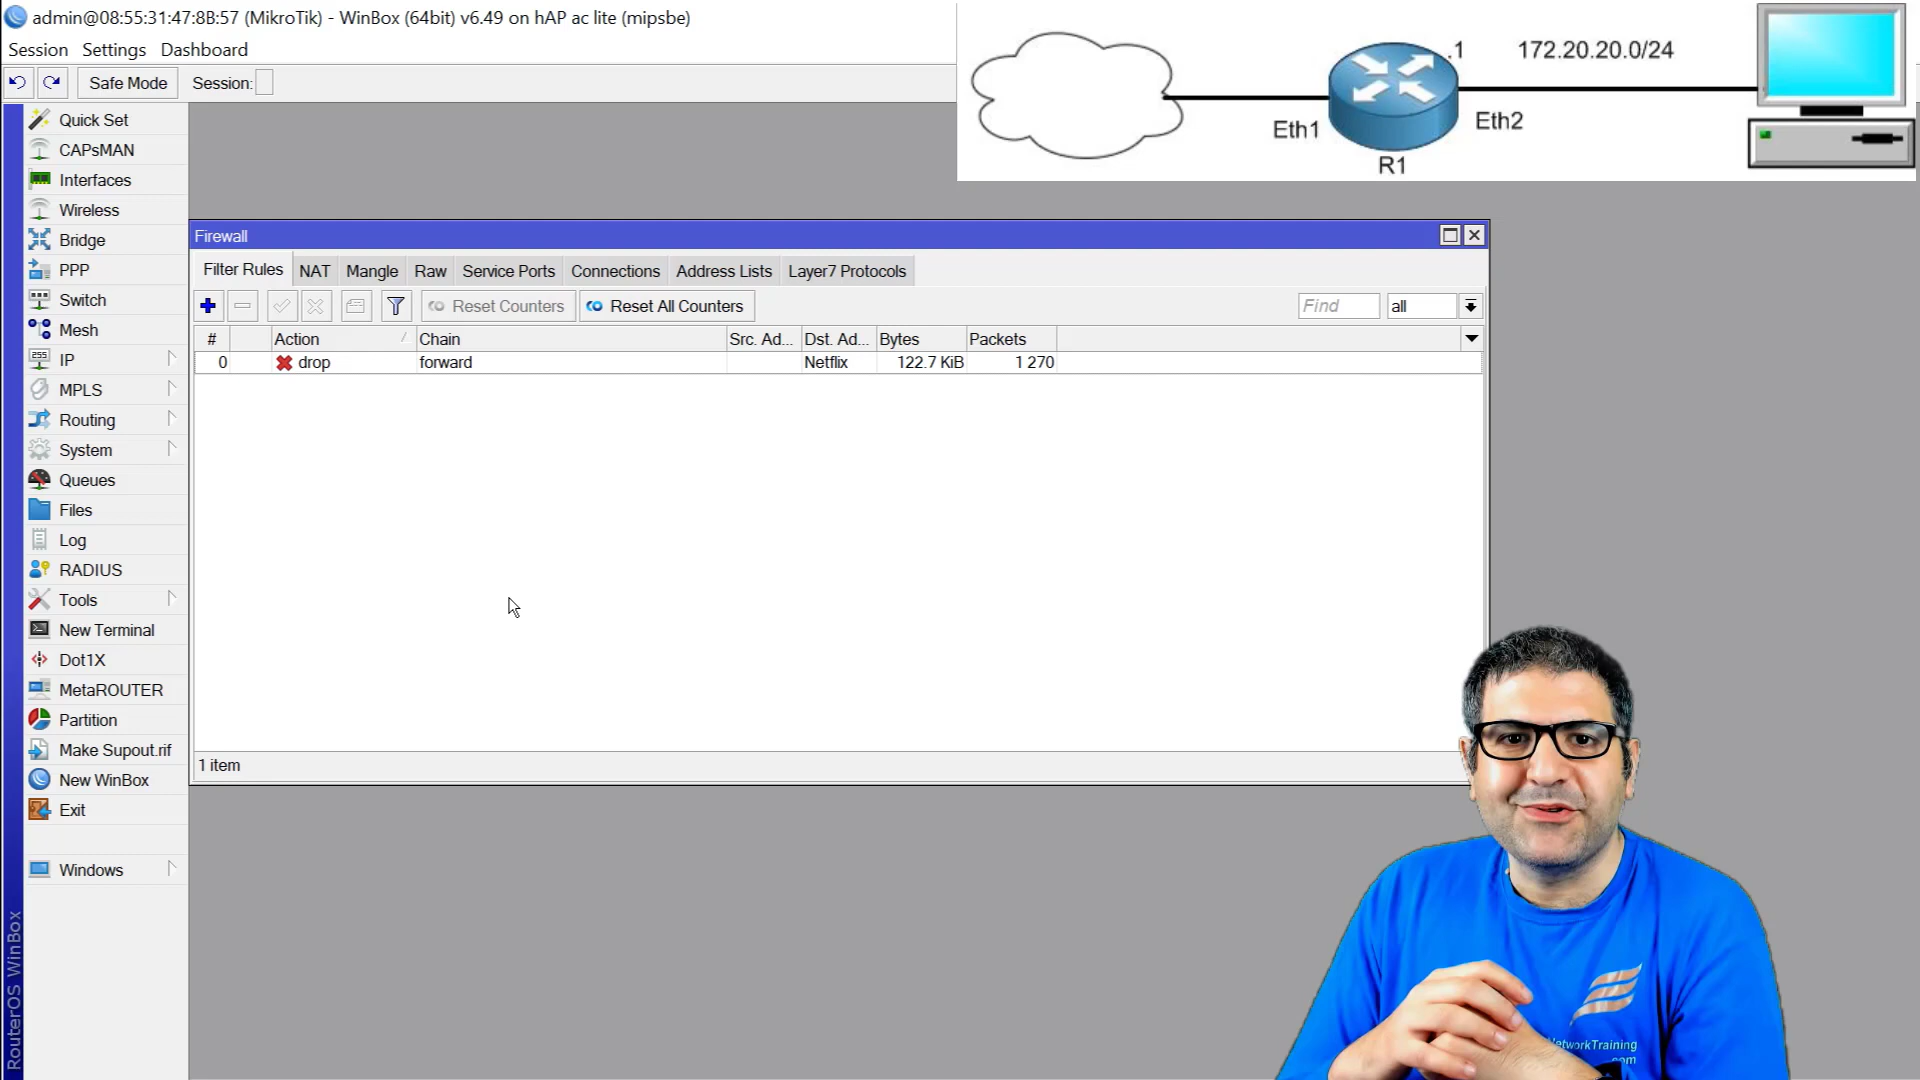 admin@08:55:31:47:8B:57 (MikroTik) - WinBox (64bit) v6.49 on hAP ac lite (mipsbe)
Session Settings Dashboard
Safe Mode Session:
.1 172.20.20.0/24
Eth1 Eth2
R1
Quick Set
CAPsMAN
Interfaces
Wireless
Bridge
PPP
Switch
Mesh
IP
MPLS
Routing
System
Queues
Files
Log
RADIUS
Tools
New Terminal
Dot1X
MetaROUTER
Partition
Make Supout.rif
New WinBox
Exit
Windows
RouterOS WinBox
Firewall
Filter Rules NAT Mangle Raw Service Ports Connections Address Lists Layer7 Protocols
Reset Counters Reset All Counters Find all
# Action Chain Src. Ad... Dst. Ad... Bytes Packets
0 drop forward Netflix 122.7 KiB 1 270
1 item
NetworkTraining
.com